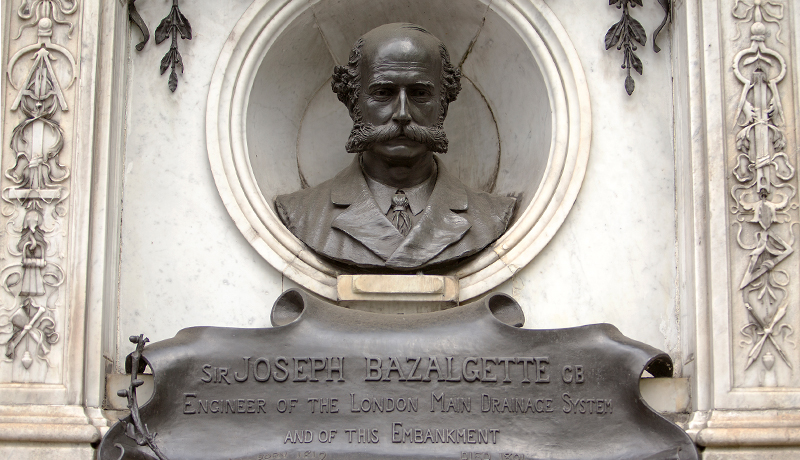 SIR JOSEPH BAZALGETTE CB
ENGINEER OF THE LONDON MAIN DRAINAGE SYSTEM
AND OF THIS EMBANKMENT